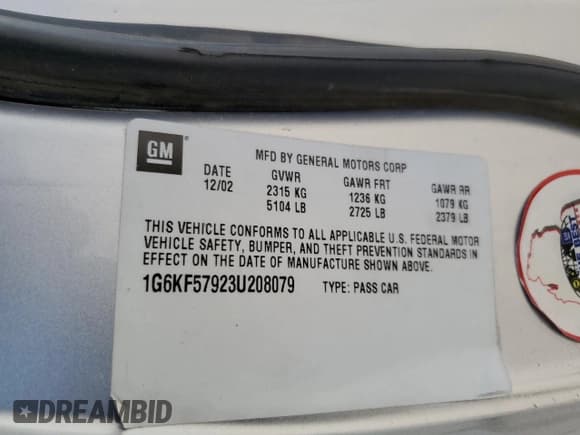 GM
MFD BY GENERAL MOTORS CORP
DATE GVWR GAWR FRT GAWR RR
12/02 2315 KG 1236 KG 1079 KG
5104 LB 2725 LB 2379 LB
THIS VEHICLE CONFORMS TO ALL APPLICABLE U.S. FEDERAL MOTOR
VEHICLE SAFETY, BUMPER, AND THEFT PREVENTION STANDARDS IN
EFFECT ON THE DATE OF MANUFACTURE SHOWN ABOVE.
1G6KF57923U208079 TYPE: PASS CAR
DREAMBID